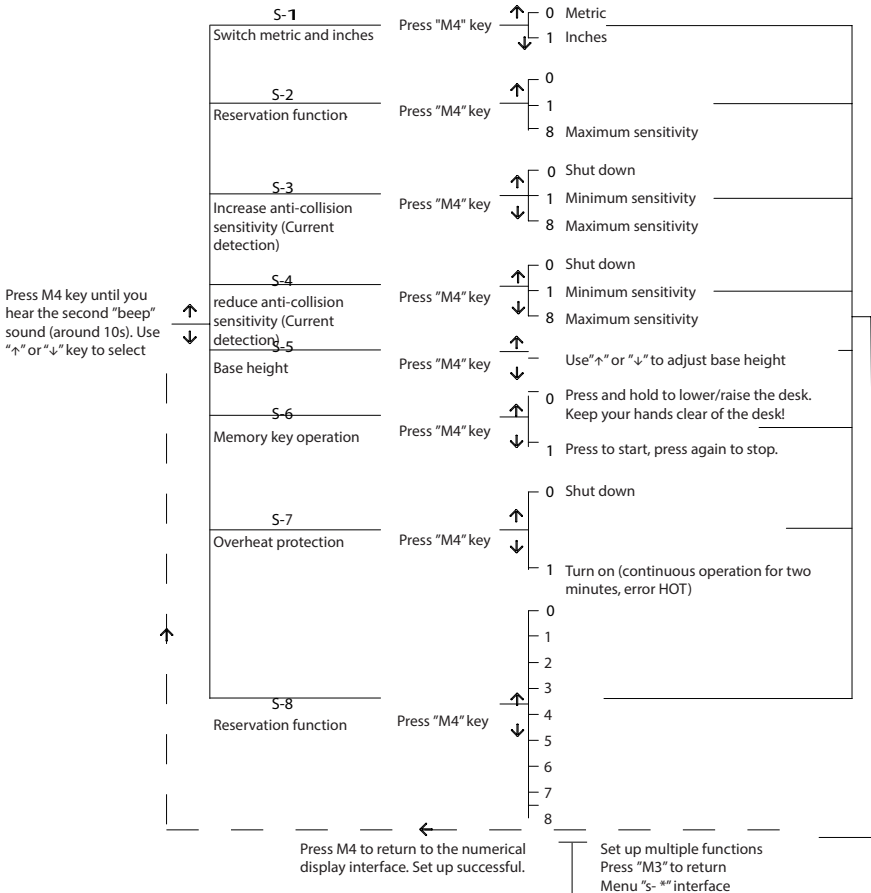 S-1
Switch metric and inches
Press "M4" key
↑
↓
0 Metric
1 Inches
S-2
Reservation function
Press "M4" key
↑
0
1
8 Maximum sensitivity
S-3
Increase anti-collision
sensitivity (Current
detection)
Press "M4" key
↑
↓
0 Shut down
1 Minimum sensitivity
8 Maximum sensitivity
Press M4 key until you
hear the second "beep"
sound (around 10s). Use
"↑" or "↓" key to select
↑
↓
S-4
reduce anti-collision
sensitivity (Current
detection)
Press "M4" key
↑
↓
0 Shut down
1 Minimum sensitivity
8 Maximum sensitivity
S-5
Base height
Press "M4" key
↑
↓
Use"↑" or "↓" to adjust base height
S-6
Memory key operation
Press "M4" key
↑
↓
0 Press and hold to lower/raise the desk.
Keep your hands clear of the desk!
1 Press to start, press again to stop.
S-7
Overheat protection
Press "M4" key
↑
↓
0 Shut down
1 Turn on (continuous operation for two
minutes, error HOT)
S-8
Reservation function
Press "M4" key
↑
↓
0
1
2
3
4
5
6
7
8
Press M4 to return to the numerical
display interface. Set up successful.
Set up multiple functions
Press "M3" to return
Menu "s- *" interface